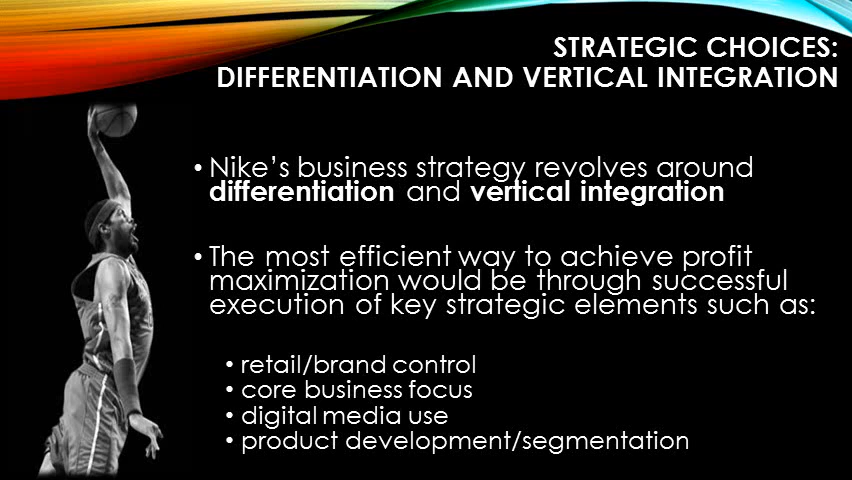 STRATEGIC CHOICES:
DIFFERENTIATION AND VERTICAL INTEGRATION
• Nike’s business strategy revolves around
differentiation and vertical integration
• The most efficient way to achieve profit
maximization would be through successful
execution of key strategic elements such as:
• retail/brand control
• core business focus
• digital media use
• product development/segmentation